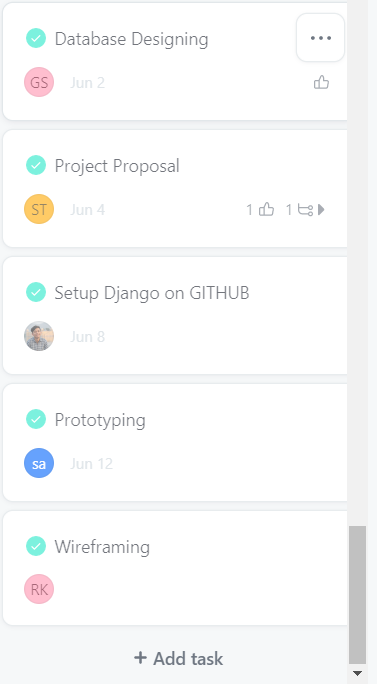 Database Designing
GS Jun 2
Project Proposal
ST Jun 4 1 1
Setup Django on GITHUB
Jun 8
Prototyping
sa Jun 12
Wireframing
RK
+ Add task